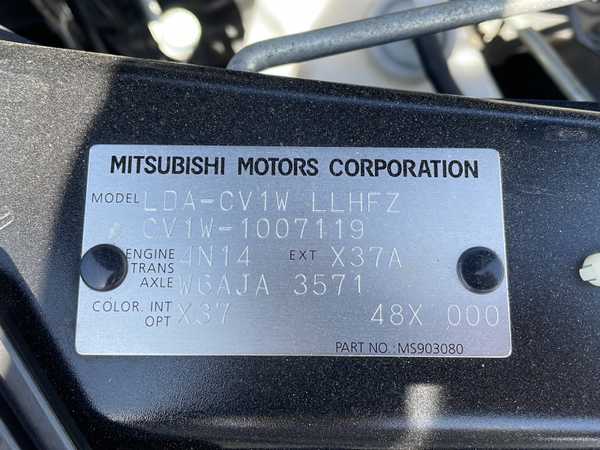 MITSUBISHI MOTORS CORPORATION
MODEL LDA-CV1W LLHFZ
CV1W-1007119
ENGINE 4N14 EXT X37A
TRANS
AXLE W6AJA 3571
COLOR. INT X37 48X 000
OPT
PART NO.:MS903080